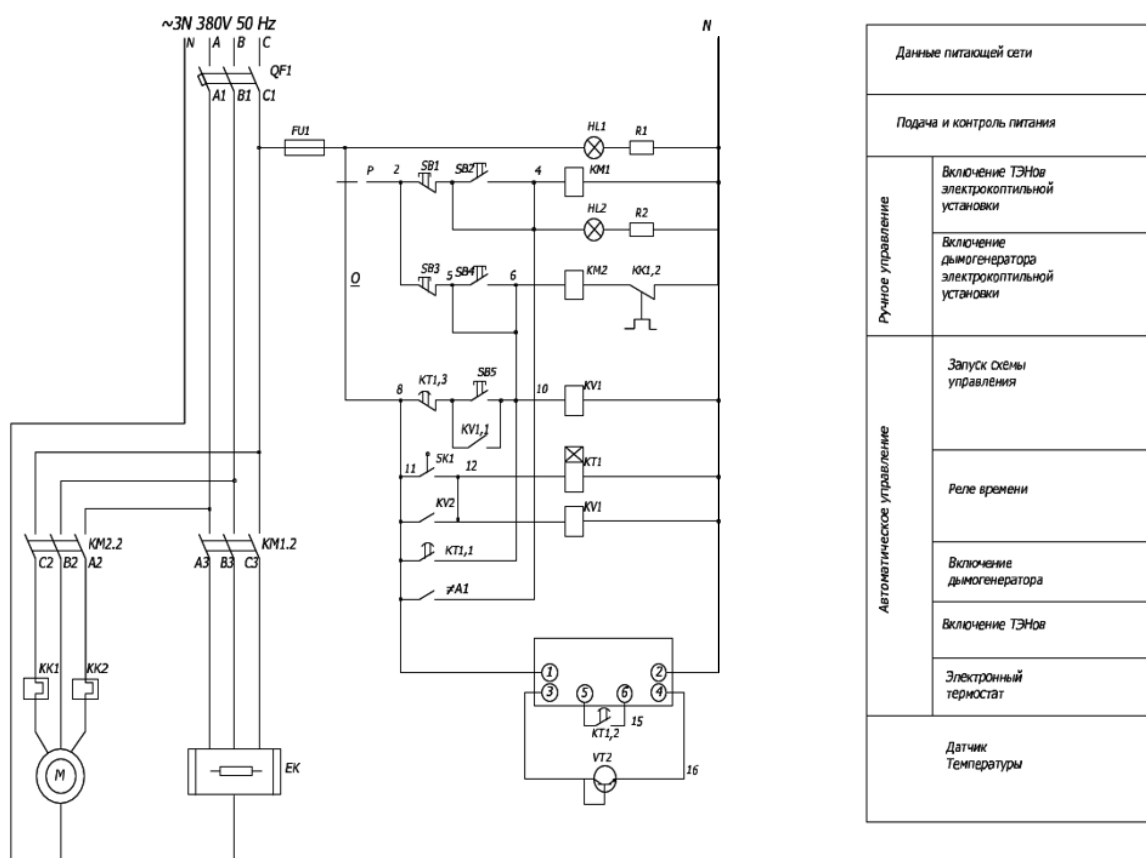 ~3N 380V 50 Hz
N A B C
QF1
A1 B1 C1
N
FU1
HL1 R1
P 2 SB1 SB2 4 KM1
HL2 R2
O
SB3 5 SB4 6 KM2 KK1,2
8 KT1,3 SB5 10 KV1
KV1,1
11 SK1 12 KT1
KV2 KV1
KT1,1
≠A1
C2 B2 A2 KM2.2
A3 B3 C3 KM1.2
KK1 KK2
M
EK
1 2
3 5 6 4
KT1,2 15
VT2 16
Данные питающей сети
Подача и контроль питания
Ручное управление
Включение ТЭНов
электрокоптильной
установки
Включение
дымогенератора
электрокоптильной
установки
Автоматическое управление
Запуск схемы
управления
Реле времени
Включение
дымогенератора
Включение ТЭНов
Электронный
термостат
Датчик
Температуры